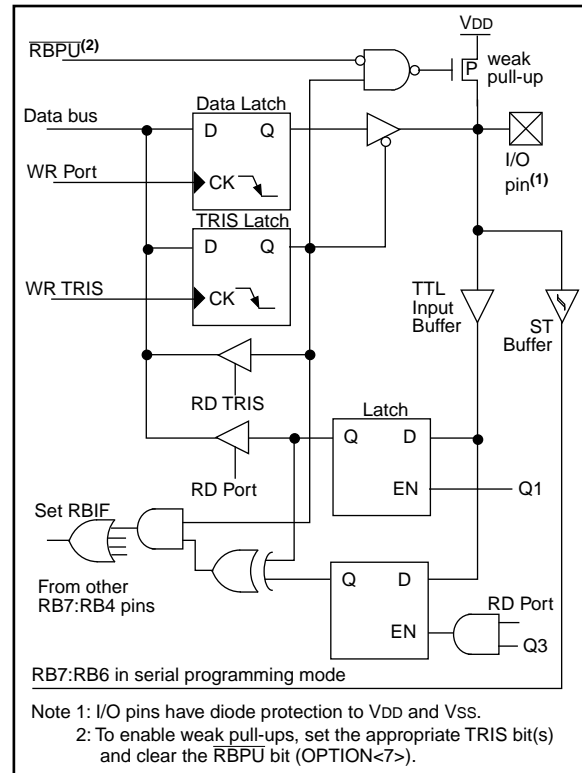 VDD
RBPU(2)
P
weak
pull-up
Data Latch
Data bus
D Q
I/O
pin(1)
WR Port
CK
TRIS Latch
D Q
WR TRIS
CK
TTL
Input
Buffer
ST
Buffer
RD TRIS
Latch
Q D
RD Port
EN
Q1
Set RBIF
From other
RB7:RB4 pins
Q D
RD Port
EN
Q3
RB7:RB6 in serial programming mode
Note 1: I/O pins have diode protection to VDD and VSS.
2: To enable weak pull-ups, set the appropriate TRIS bit(s)
and clear the RBPU bit (OPTION<7>).